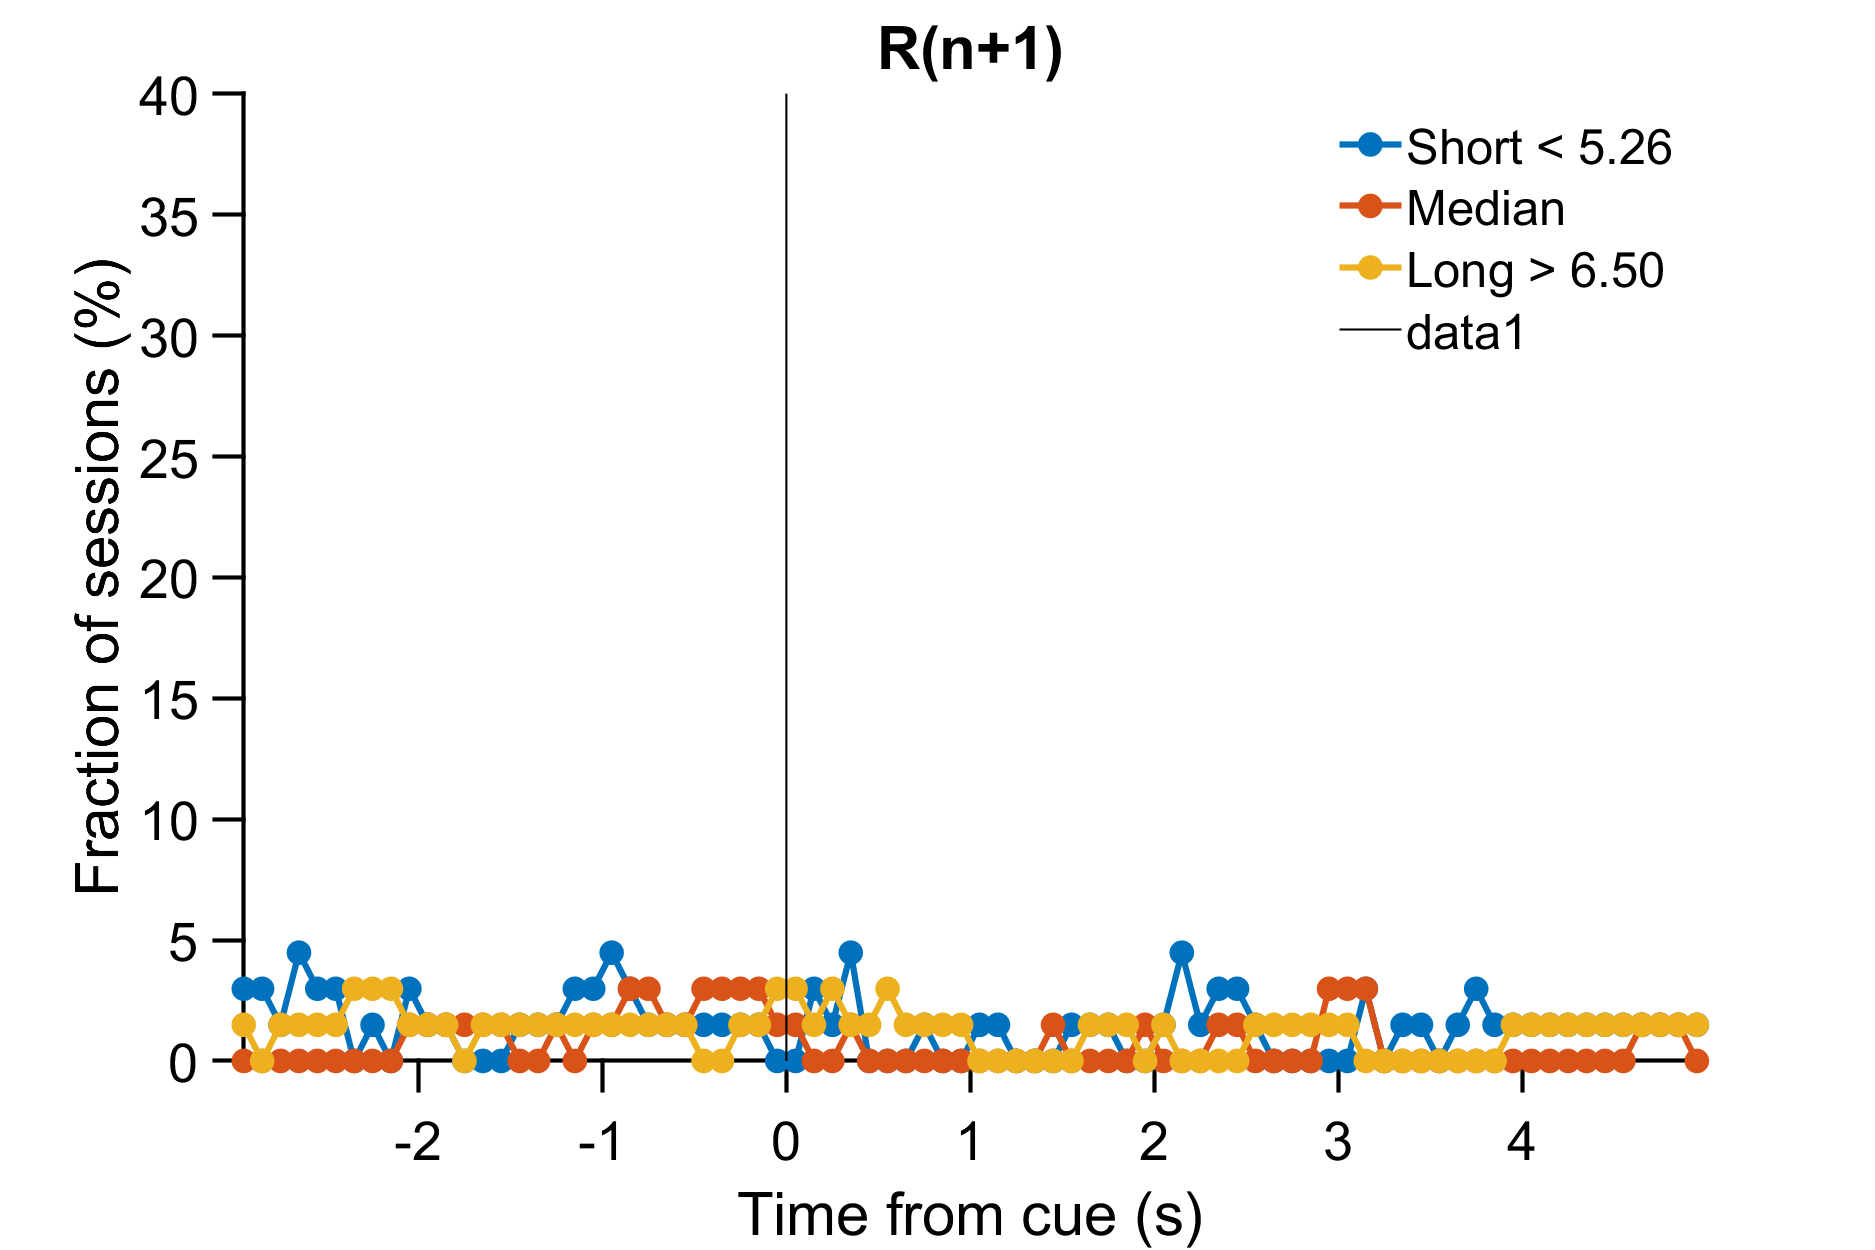 R(n+1)
40
35
30
25
20
15
10
5
0
Fraction of sessions (%)
Short < 5.26
Median
Long > 6.50
data1
-2 -1 0 1 2 3 4
Time from cue (s)